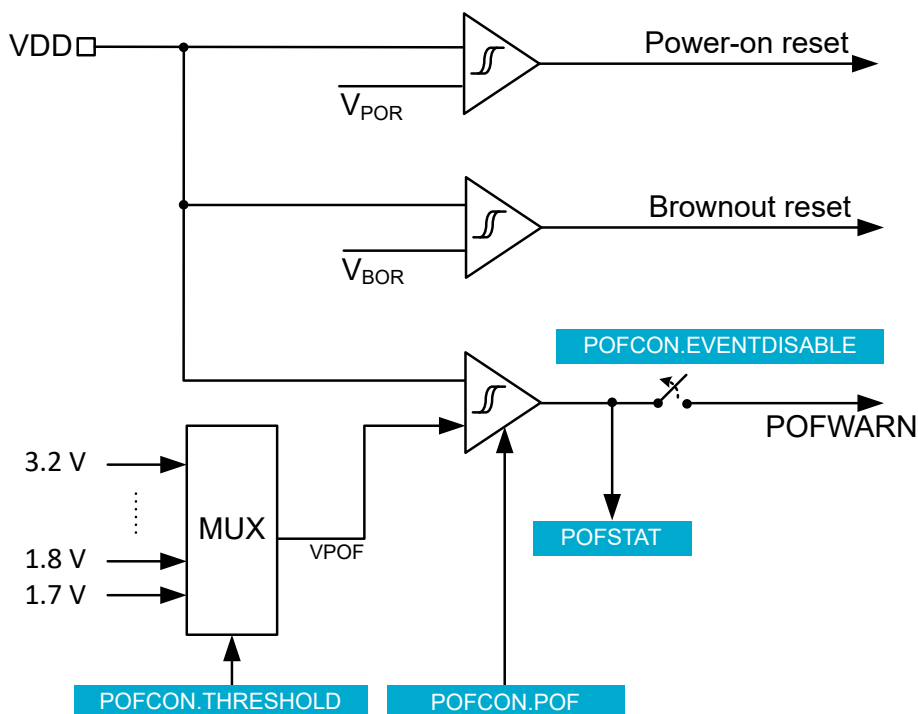 VDD
Power-on reset
VPOR
Brownout reset
VBOR
POFCON.EVENTDISABLE
POFWARN
3.2 V
MUX
VPOF
POFSTAT
1.8 V
1.7 V
POFCON.THRESHOLD
POFCON.POF